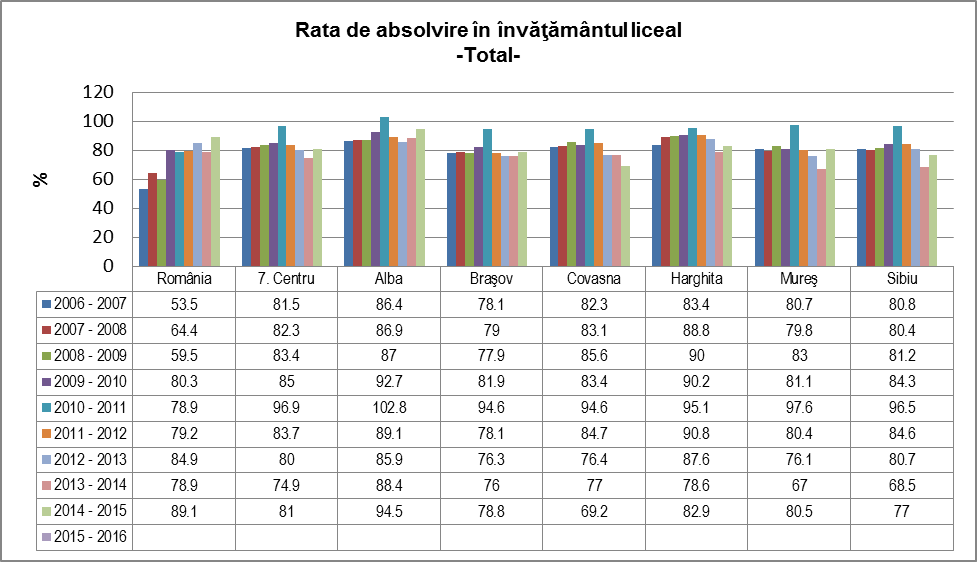 Rata de absolvire în învăţământul liceal
-Total-
%
120
100
80
60
40
20
0
România 7. Centru Alba Braşov Covasna Harghita Mureş Sibiu
2006 - 2007 53.5 81.5 86.4 78.1 82.3 83.4 80.7 80.8
2007 - 2008 64.4 82.3 86.9 79 83.1 88.8 79.8 80.4
2008 - 2009 59.5 83.4 87 77.9 85.6 90 83 81.2
2009 - 2010 80.3 85 92.7 81.9 83.4 90.2 81.1 84.3
2010 - 2011 78.9 96.9 102.8 94.6 94.6 95.1 97.6 96.5
2011 - 2012 79.2 83.7 89.1 78.1 84.7 90.8 80.4 84.6
2012 - 2013 84.9 80 85.9 76.3 76.4 87.6 76.1 80.7
2013 - 2014 78.9 74.9 88.4 76 77 78.6 67 68.5
2014 - 2015 89.1 81 94.5 78.8 69.2 82.9 80.5 77
2015 - 2016